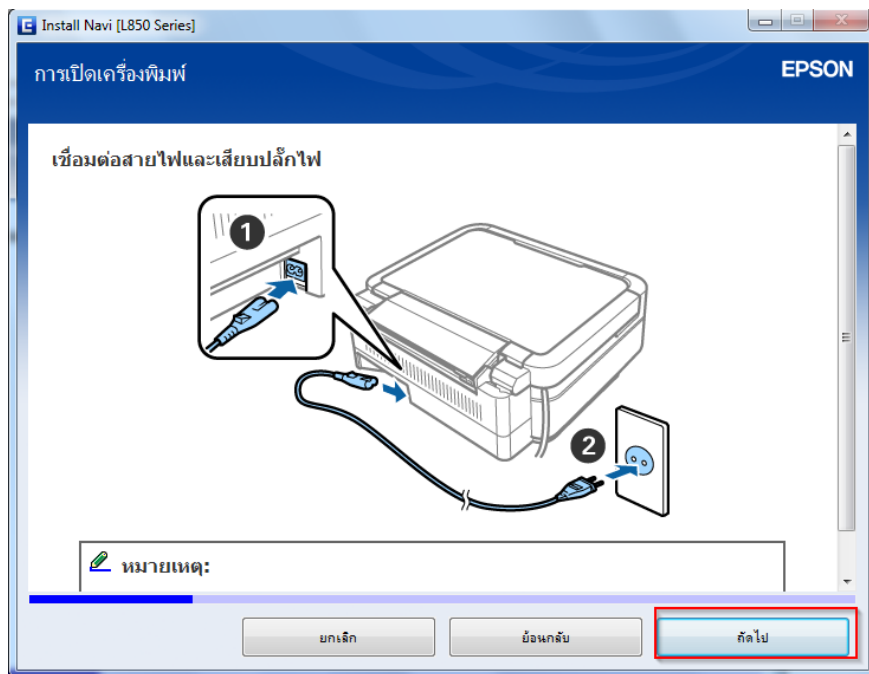 Install Navi [L850 Series]
การเปิดเครื่องพิมพ์
EPSON
เชื่อมต่อสายไฟและเสียบปลั๊กไฟ
1
2
หมายเหตุ:
ยกเลิก
ย้อนกลับ
ถัดไป